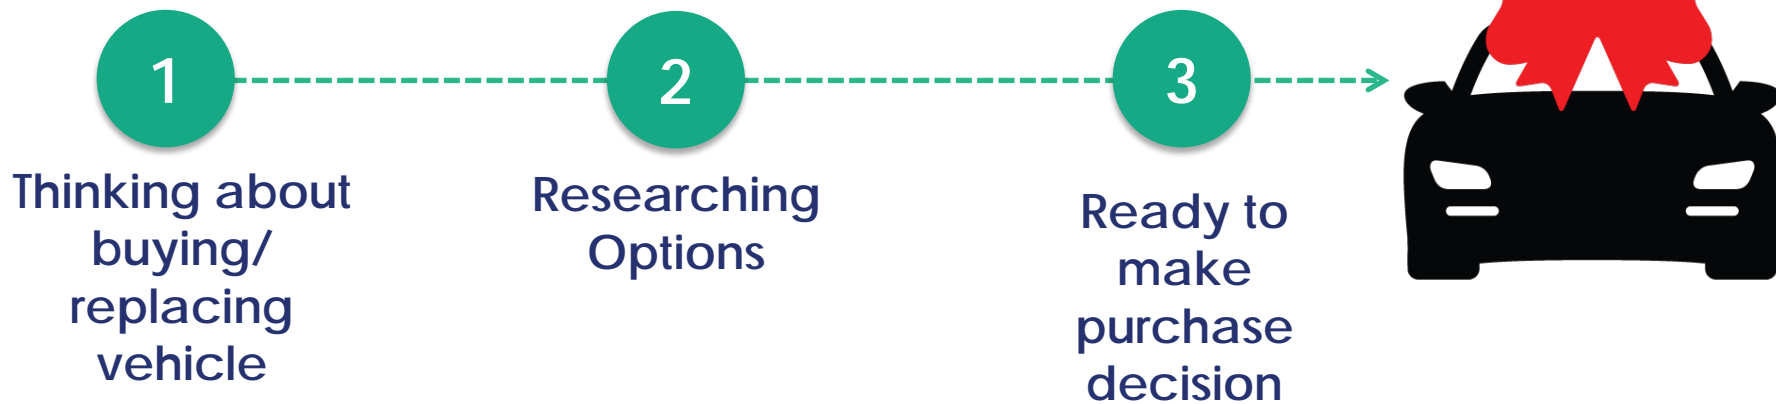 1
Thinking about
buying/
replacing
vehicle
2
Researching
Options
3
Ready to
make
purchase
decision